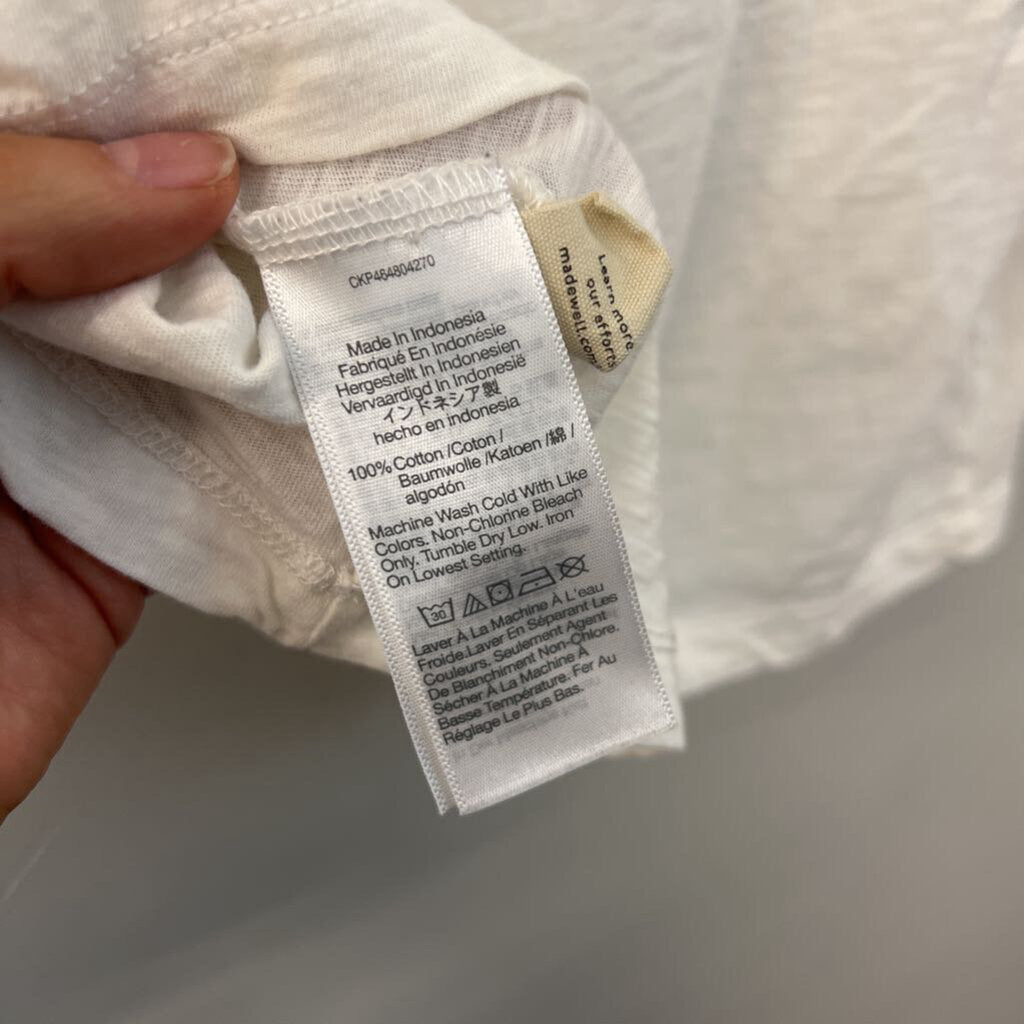 CKP464804270
Made In Indonesia
Fabriqué En Indonésie
Hergestellt In Indonesien
Vervaardigd In Indonesië
インドネシア製
hecho en indonesia
100% Cotton /Coton /
Baumwolle /Katoen /綿 /
algodón
Machine Wash Cold With Like
Colors. Non-Chlorine Bleach
Only. Tumble Dry Low. Iron
On Lowest Setting.
30
Laver À La Machine À L'eau
Froide.Laver En Séparant Les
Couleurs. Seulement Agent
De Blanchiment Non-Chlore.
Sécher À La Machine À
Basse Température. Fer Au
Réglage Le Plus Bas.
Learn more
our efforts
madewell.com